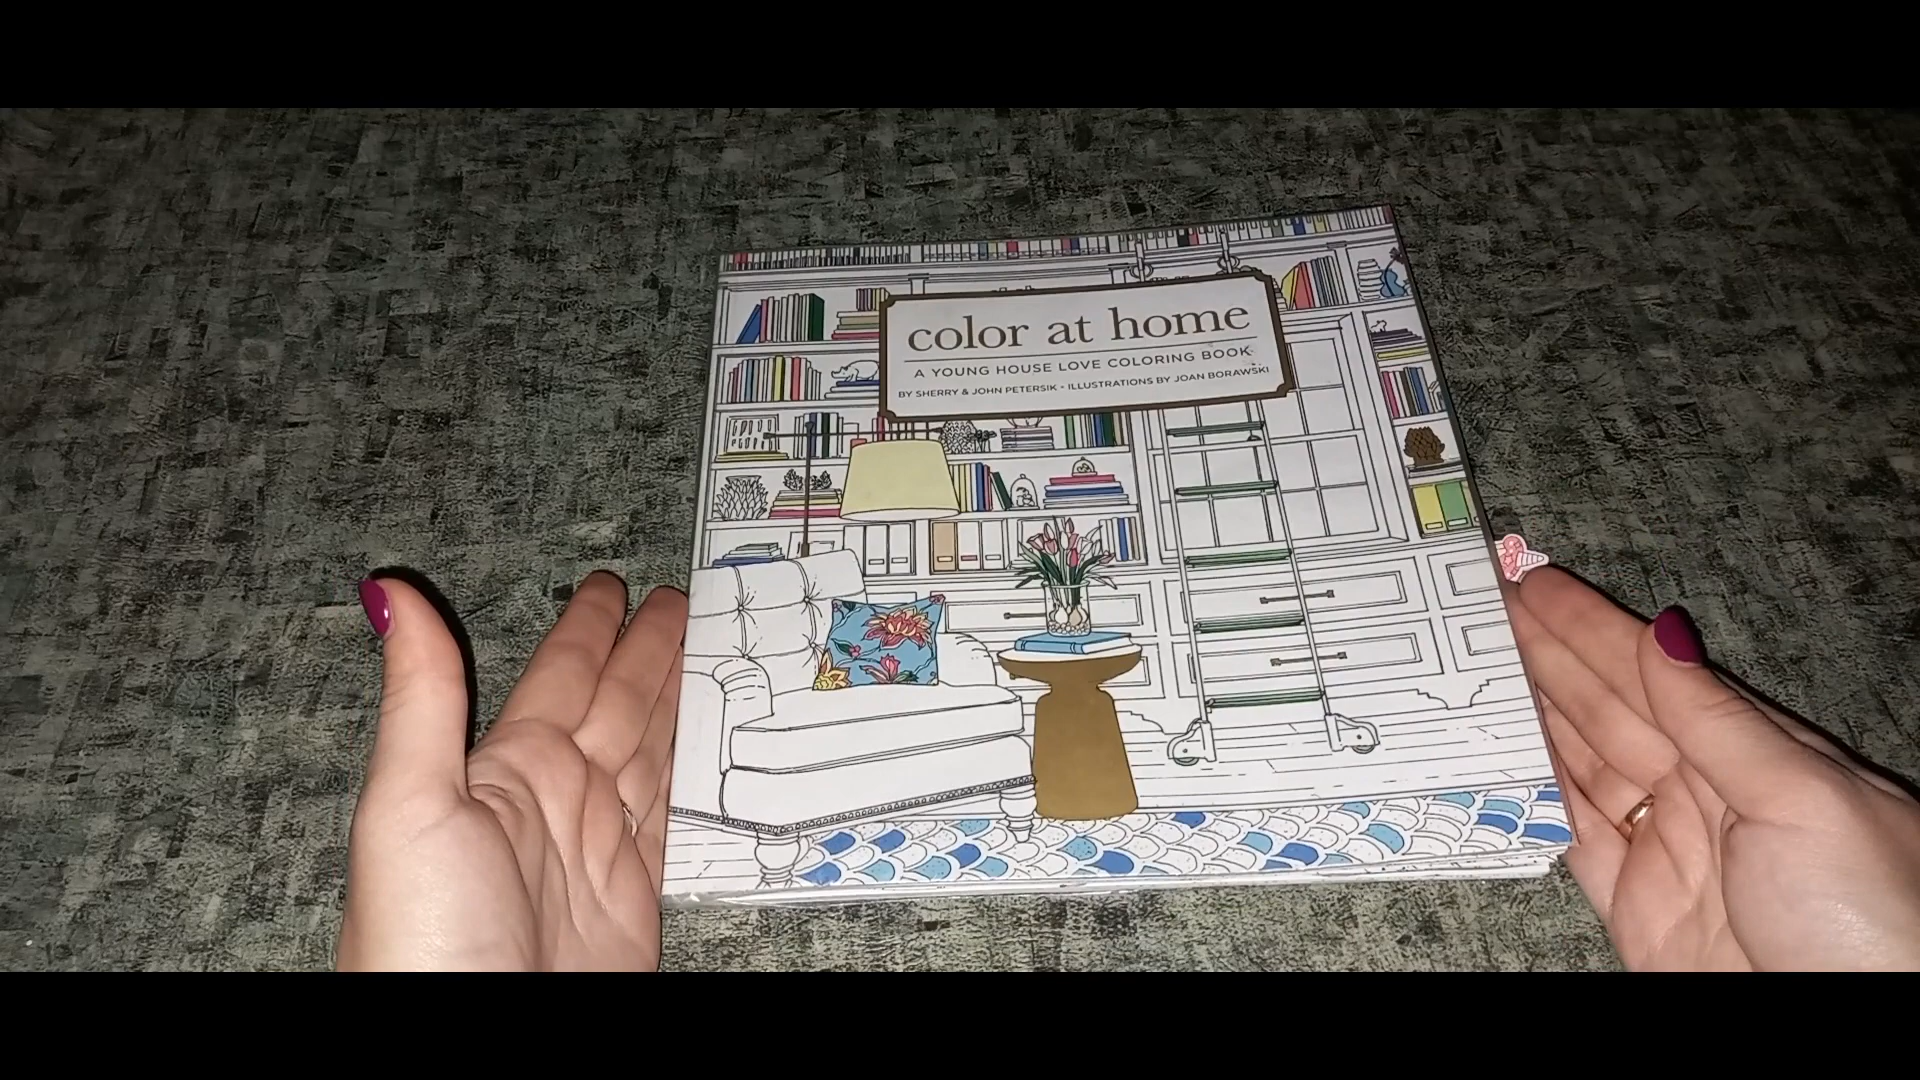 color at home
A YOUNG HOUSE LOVE COLORING BOOK
BY SHERRY & JOHN PETERSIK • ILLUSTRATIONS BY JOAN BORAWSKI